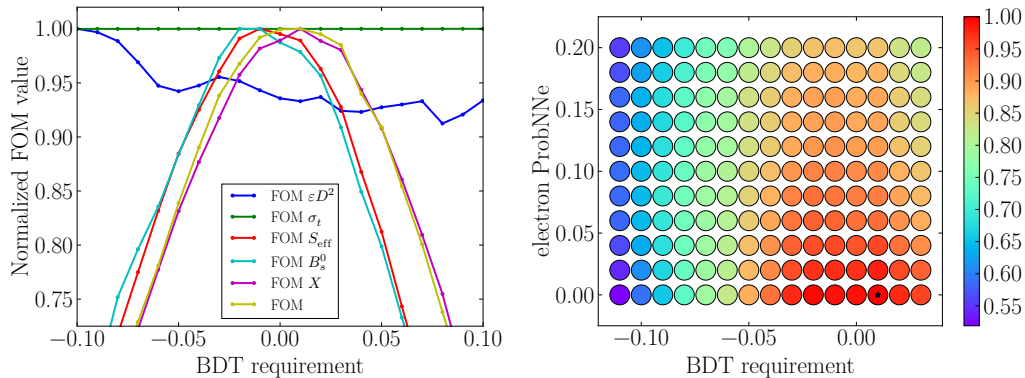 Normalized FOM value
1.00
0.95
0.90
0.85
0.80
0.75
−0.10
−0.05
0.00
0.05
0.10
BDT requirement
FOM εD²
FOM σₜ
FOM S_eff
FOM B_s^0
FOM X
FOM
electron ProbNNe
0.20
0.15
0.10
0.05
0.00
−0.10
−0.05
0.00
BDT requirement
1.00
0.95
0.90
0.85
0.80
0.75
0.70
0.65
0.60
0.55